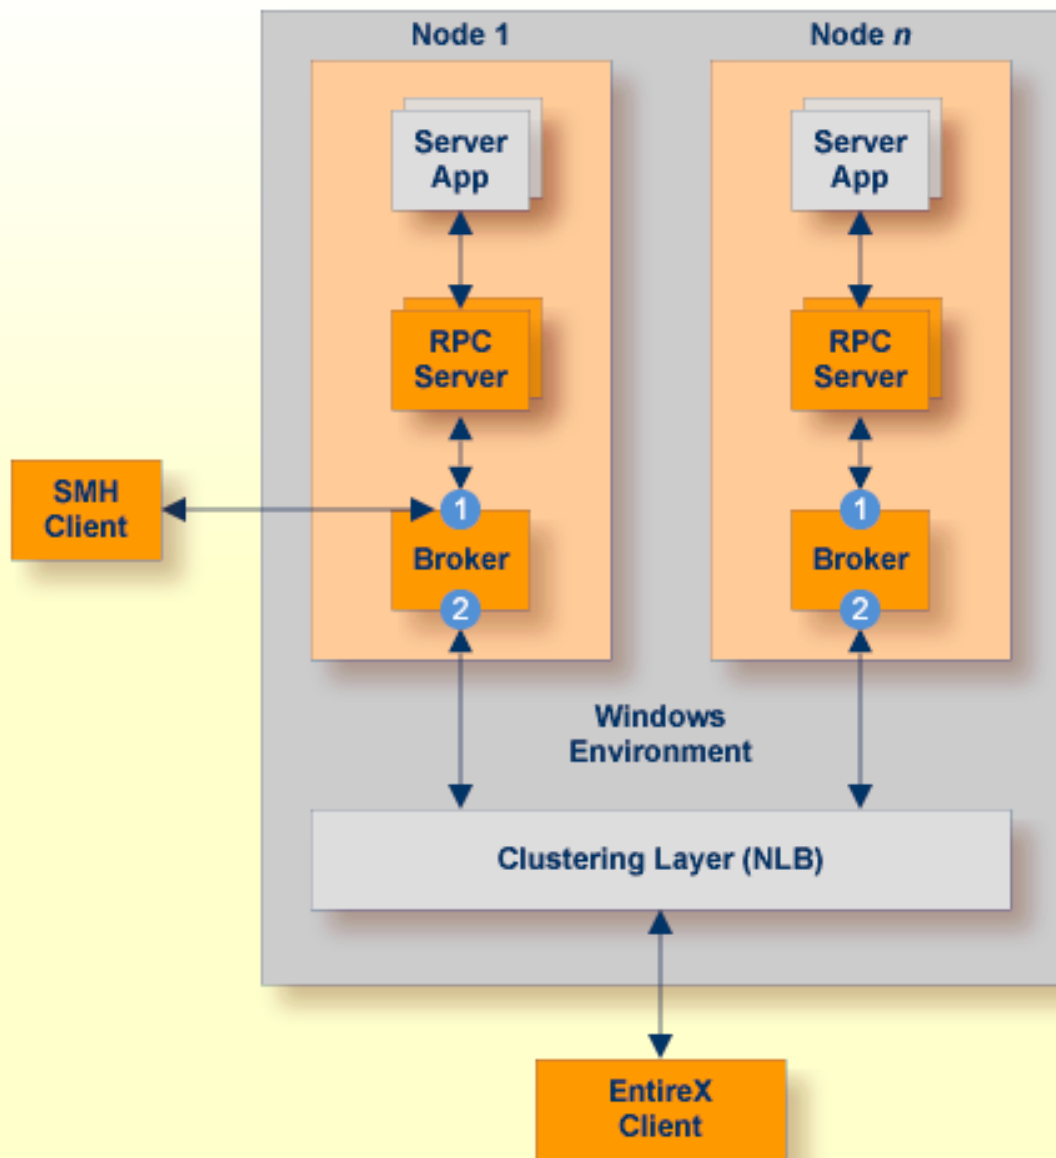 Node 1
Node n
Server
App
Server
App
RPC
Server
RPC
Server
SMH
Client
1
Broker
2
1
Broker
2
Windows
Environment
Clustering Layer (NLB)
EntireX
Client